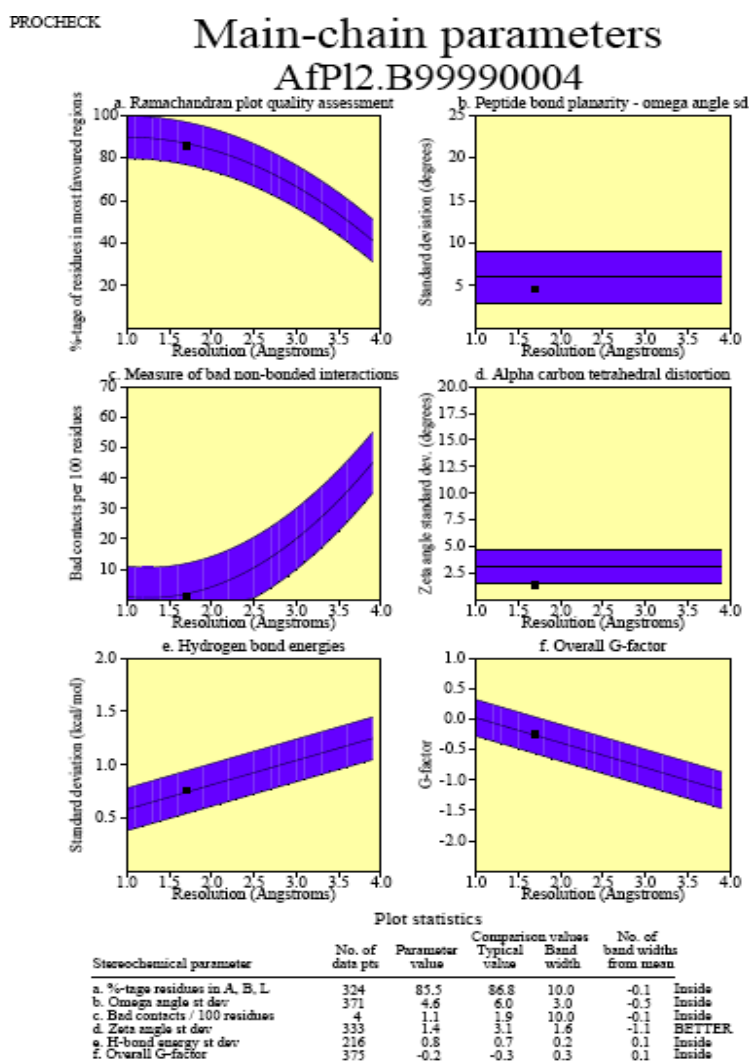 PROCHECK
Main-chain parameters
AfPl2.B99990004
a. Ramachandran plot quality assessment
%-tage of residues in most favoured regions
100
80
60
40
20
1.0 1.5 2.0 2.5 3.0 3.5 4.0
Resolution (Angstroms)
b. Peptide bond planarity - omega angle sd
Standard deviation (degrees)
25
20
15
10
5
1.0 1.5 2.0 2.5 3.0 3.5 4.0
Resolution (Angstroms)
c. Measure of bad non-bonded interactions
Bad contacts per 100 residues
70
60
50
40
30
20
10
1.0 1.5 2.0 2.5 3.0 3.5 4.0
Resolution (Angstroms)
d. Alpha carbon tetrahedral distortion
Zeta angle standard dev. (degrees)
20.0
17.5
15.0
12.5
10.0
7.5
5.0
2.5
1.0 1.5 2.0 2.5 3.0 3.5 4.0
Resolution (Angstroms)
e. Hydrogen bond energies
Standard deviation (kcal/mol)
2.0
1.5
1.0
0.5
1.0 1.5 2.0 2.5 3.0 3.5 4.0
Resolution (Angstroms)
f. Overall G-factor
G-factor
1.0
0.5
0.0
-0.5
-1.0
-1.5
-2.0
1.0 1.5 2.0 2.5 3.0 3.5 4.0
Resolution (Angstroms)
Plot statistics
Comparison values No. of
No. of Parameter Typical Band band widths
Stereochemical parameter data pts value value width from mean
a. %-tage residues in A, B, L 324 85.5 86.8 10.0 -0.1 Inside
b. Omega angle st dev 371 4.6 6.0 3.0 -0.5 Inside
c. Bad contacts / 100 residues 4 1.1 1.9 10.0 -0.1 Inside
d. Zeta angle st dev 333 1.4 3.1 1.6 -1.1 BETTER
e. H-bond energy st dev 216 0.8 0.7 0.2 0.1 Inside
f. Overall G-factor 375 -0.2 -0.3 0.3 0.1 Inside